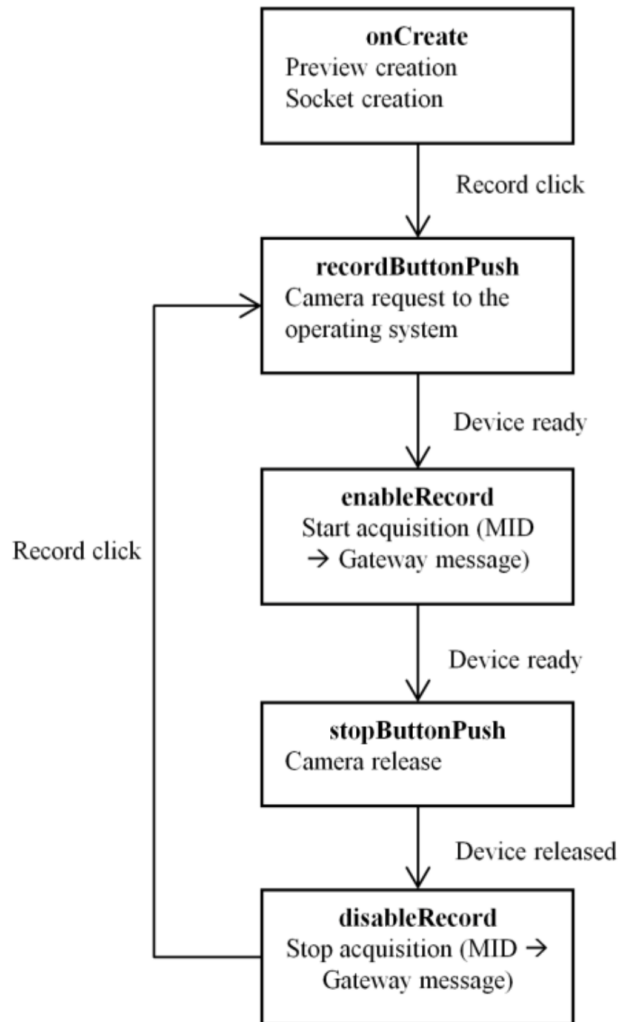 onCreate
Preview creation
Socket creation
Record click
recordButtonPush
Camera request to the
operating system
Device ready
enableRecord
Start acquisition (MID
→ Gateway message)
Record click
Device ready
stopButtonPush
Camera release
Device released
disableRecord
Stop acquisition (MID →
Gateway message)